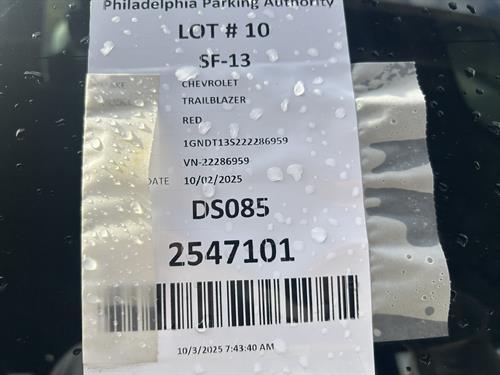 Philadelphia Parking Authority
LOT # 10
SF-13
CHEVROLET
TRAILBLAZER
RED
1GNDT13S222286959
VN-22286959
DATE 10/02/2025
DS085
2547101
10/3/2025 7:43:40 AM